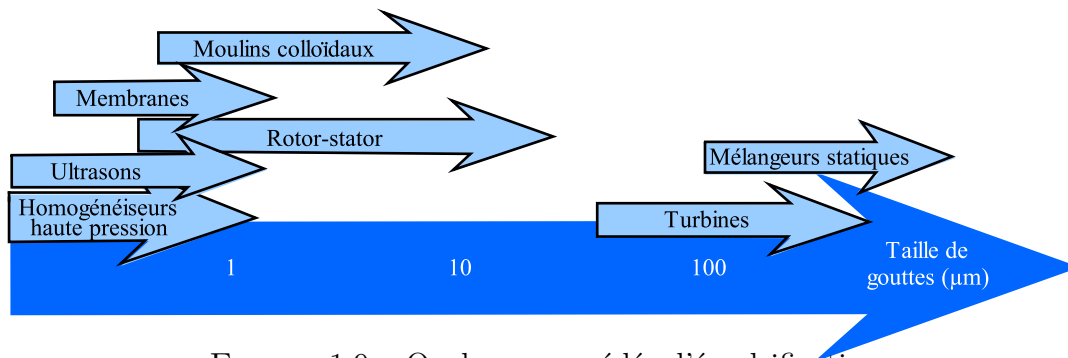 Moulins colloïdaux
Membranes
Rotor-stator
Mélangeurs statiques
Ultrasons
Homogénéiseurs
haute pression
Turbines
1 10 100
Taille de
gouttes (µm)